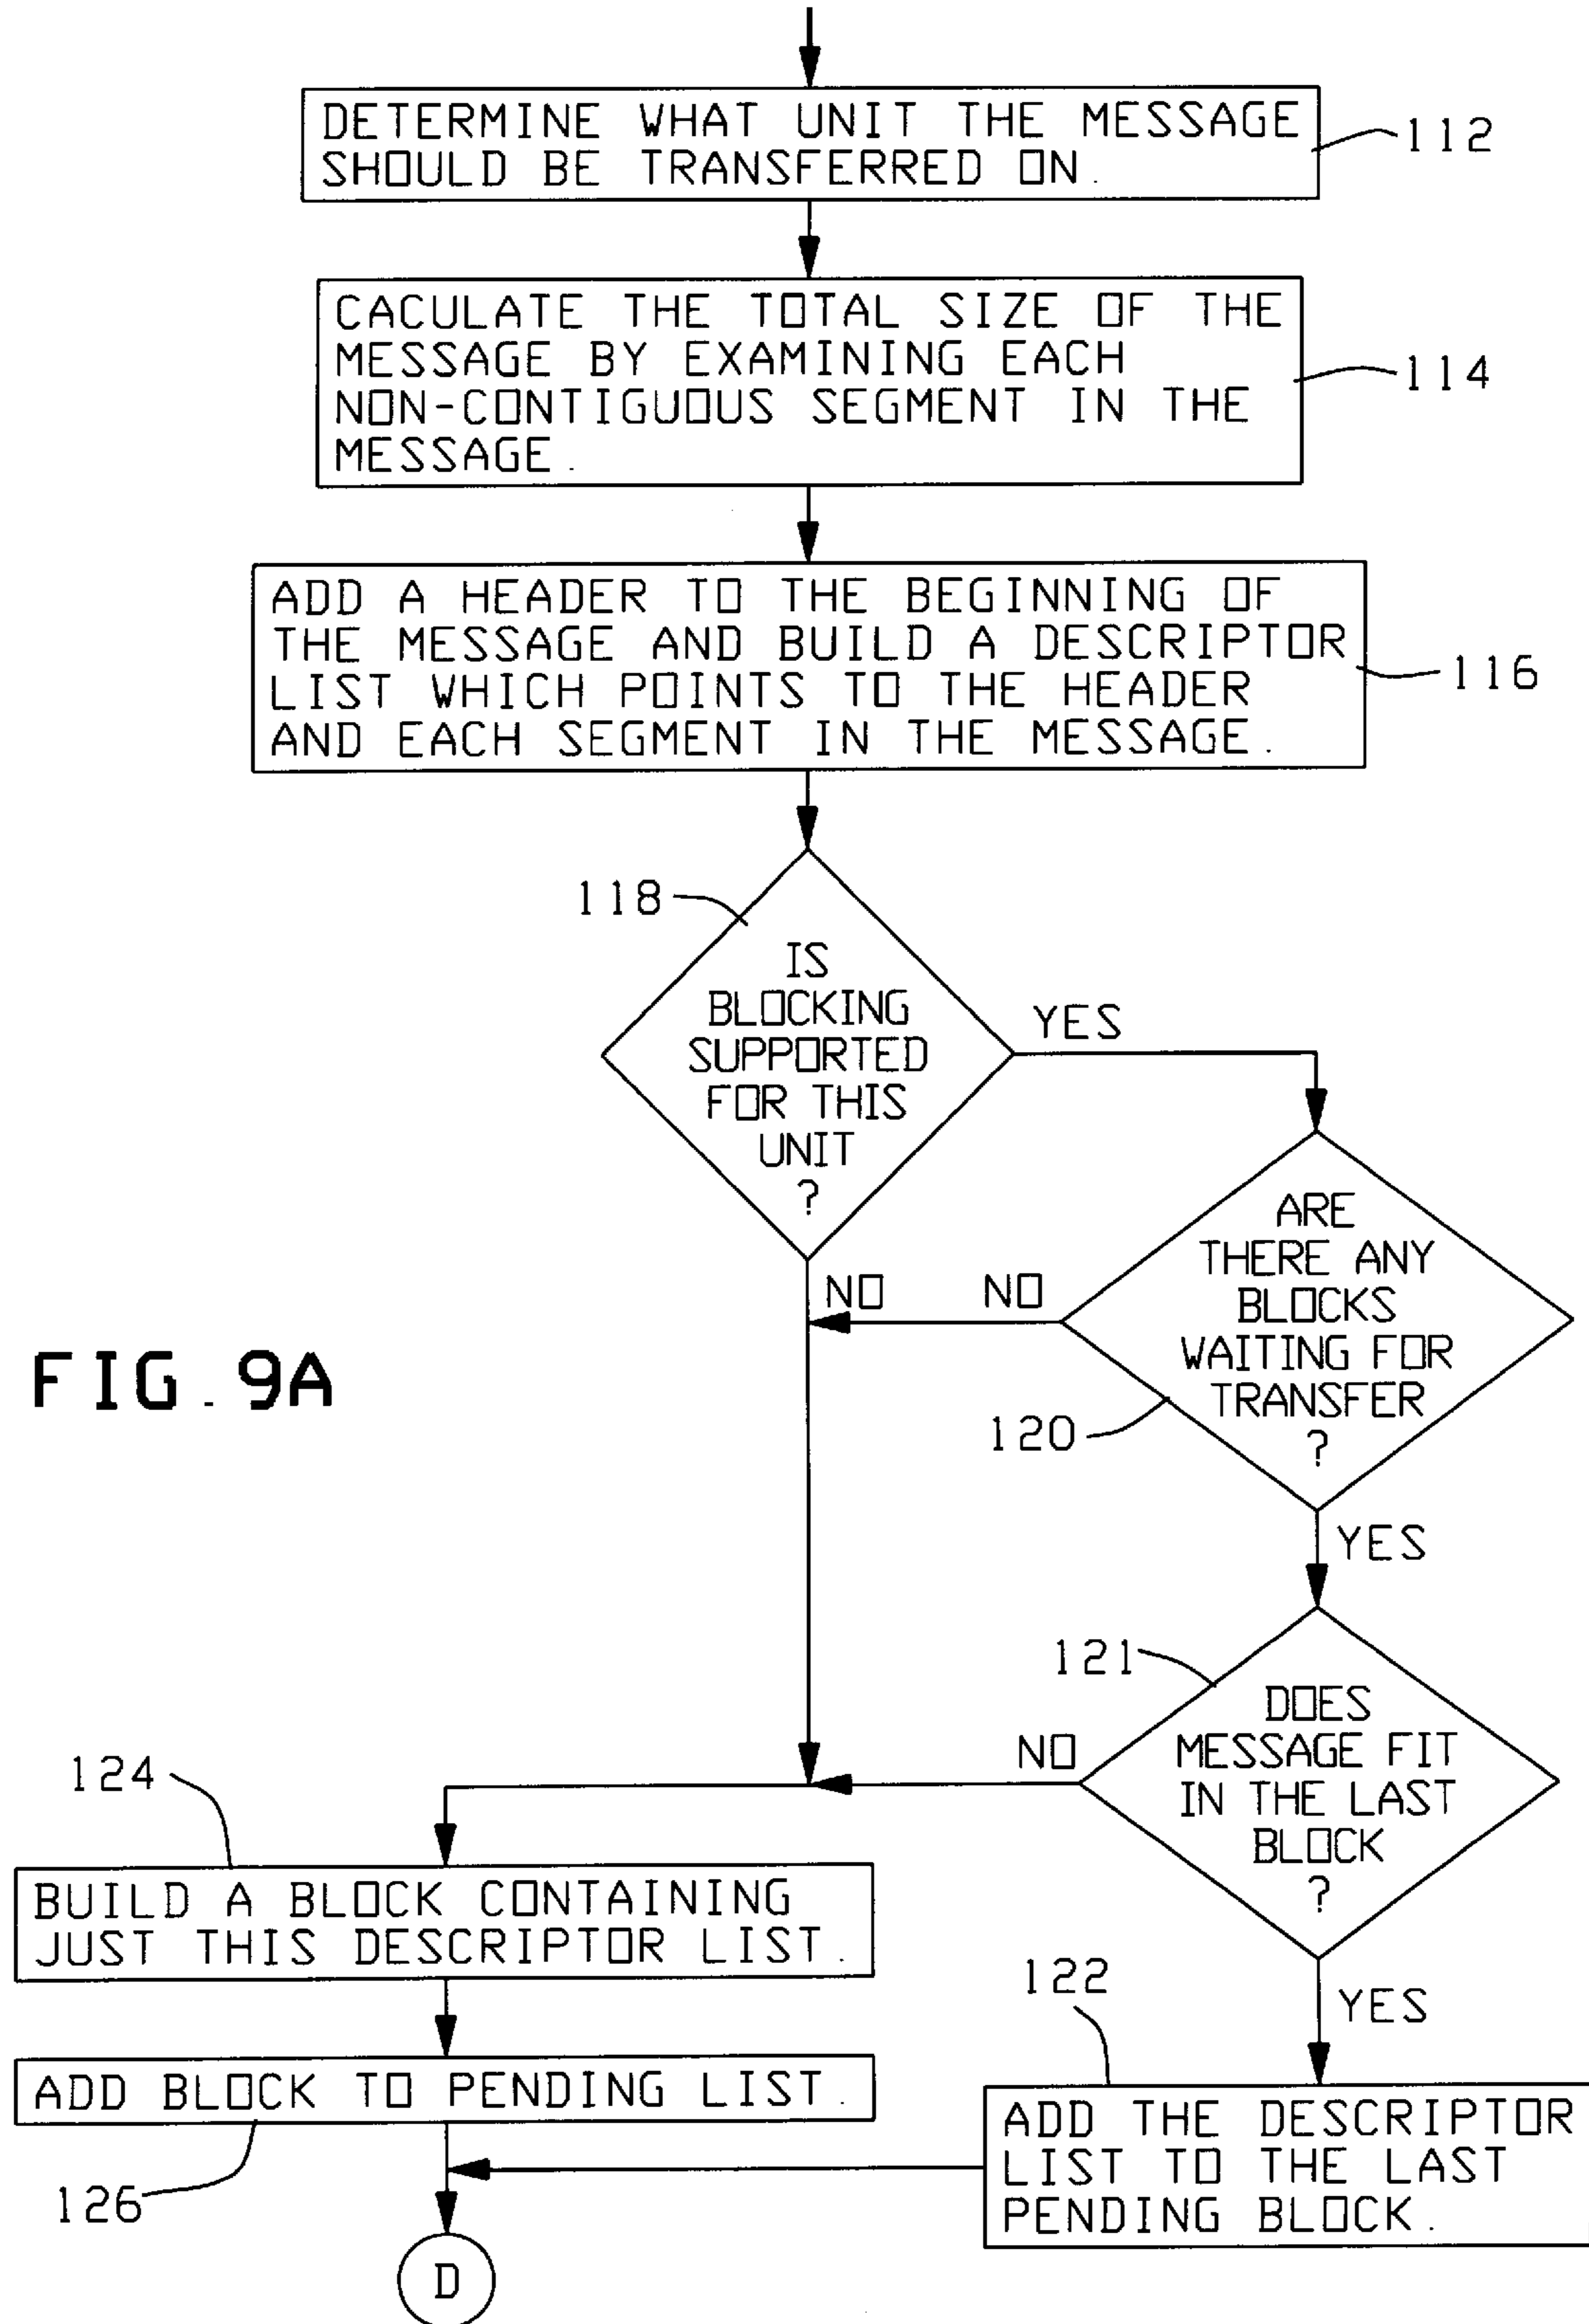 DETERMINE WHAT UNIT THE MESSAGE
SHOULD BE TRANSFERRED ON.
112
CACULATE THE TOTAL SIZE OF THE
MESSAGE BY EXAMINING EACH
NON-CONTIGUOUS SEGMENT IN THE
MESSAGE.
114
ADD A HEADER TO THE BEGINNING OF
THE MESSAGE AND BUILD A DESCRIPTOR
LIST WHICH POINTS TO THE HEADER
AND EACH SEGMENT IN THE MESSAGE.
116
118
IS
BLOCKING
SUPPORTED
FOR THIS
UNIT
?
YES
NO
NO
ARE
THERE ANY
BLOCKS
WAITING FOR
TRANSFER
?
120
YES
FIG. 9A
121
DOES
MESSAGE FIT
IN THE LAST
BLOCK
?
NO
YES
124
BUILD A BLOCK CONTAINING
JUST THIS DESCRIPTOR LIST.
122
ADD BLOCK TO PENDING LIST.
126
ADD THE DESCRIPTOR
LIST TO THE LAST
PENDING BLOCK.
D